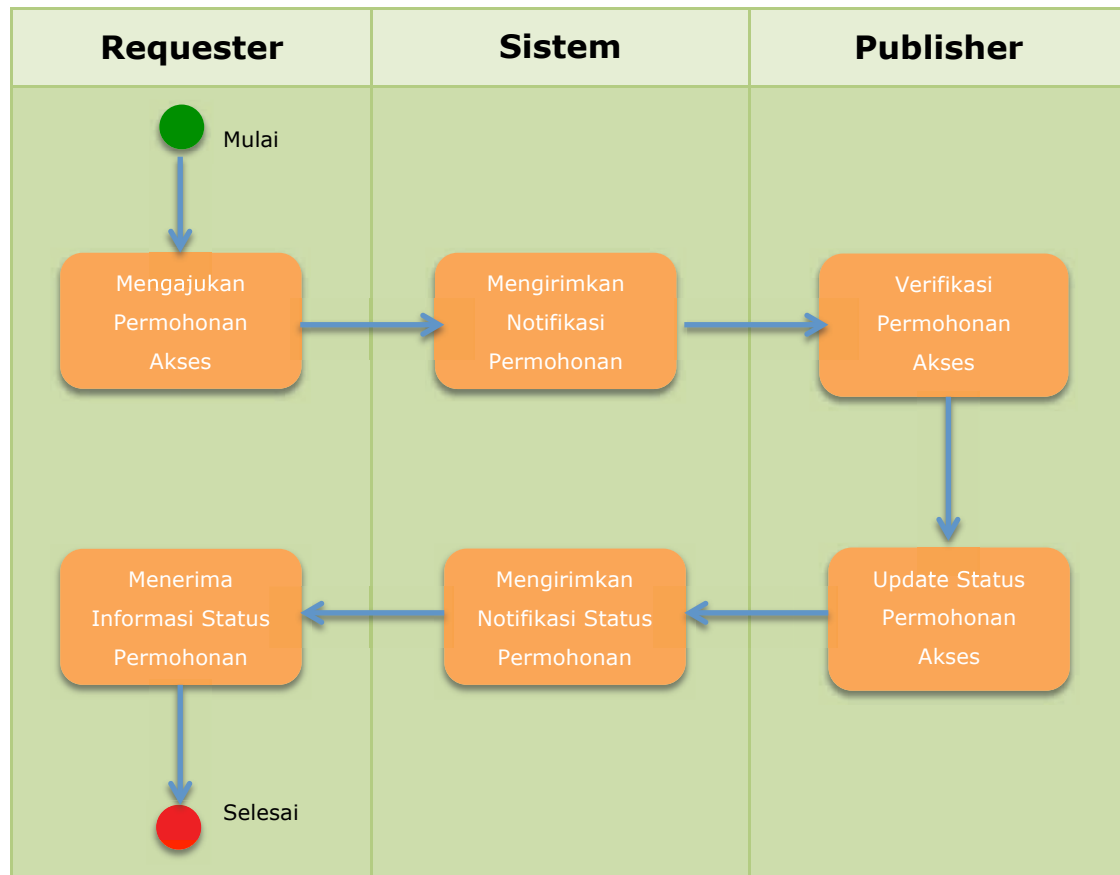 Requester
Sistem
Publisher
Mulai
Mengajukan
Permohonan
Akses
Mengirimkan
Notifikasi
Permohonan
Verifikasi
Permohonan
Akses
Update Status
Permohonan
Akses
Mengirimkan
Notifikasi Status
Permohonan
Menerima
Informasi Status
Permohonan
Selesai